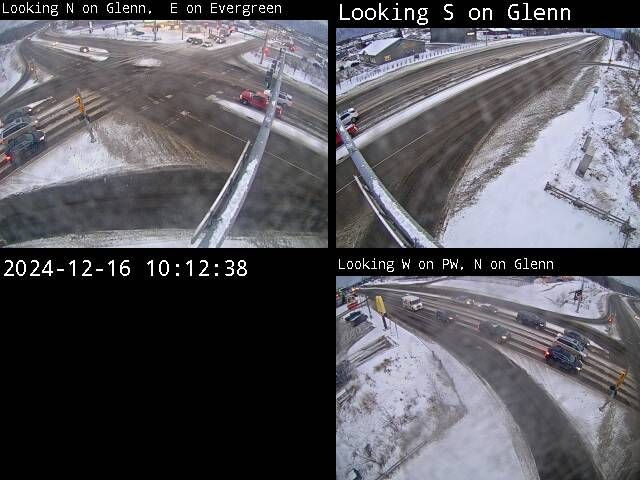 Looking N on Glenn,  E on Evergreen
Looking S on Glenn
2024-12-16 10:12:38
Looking W on PW, N on Glenn